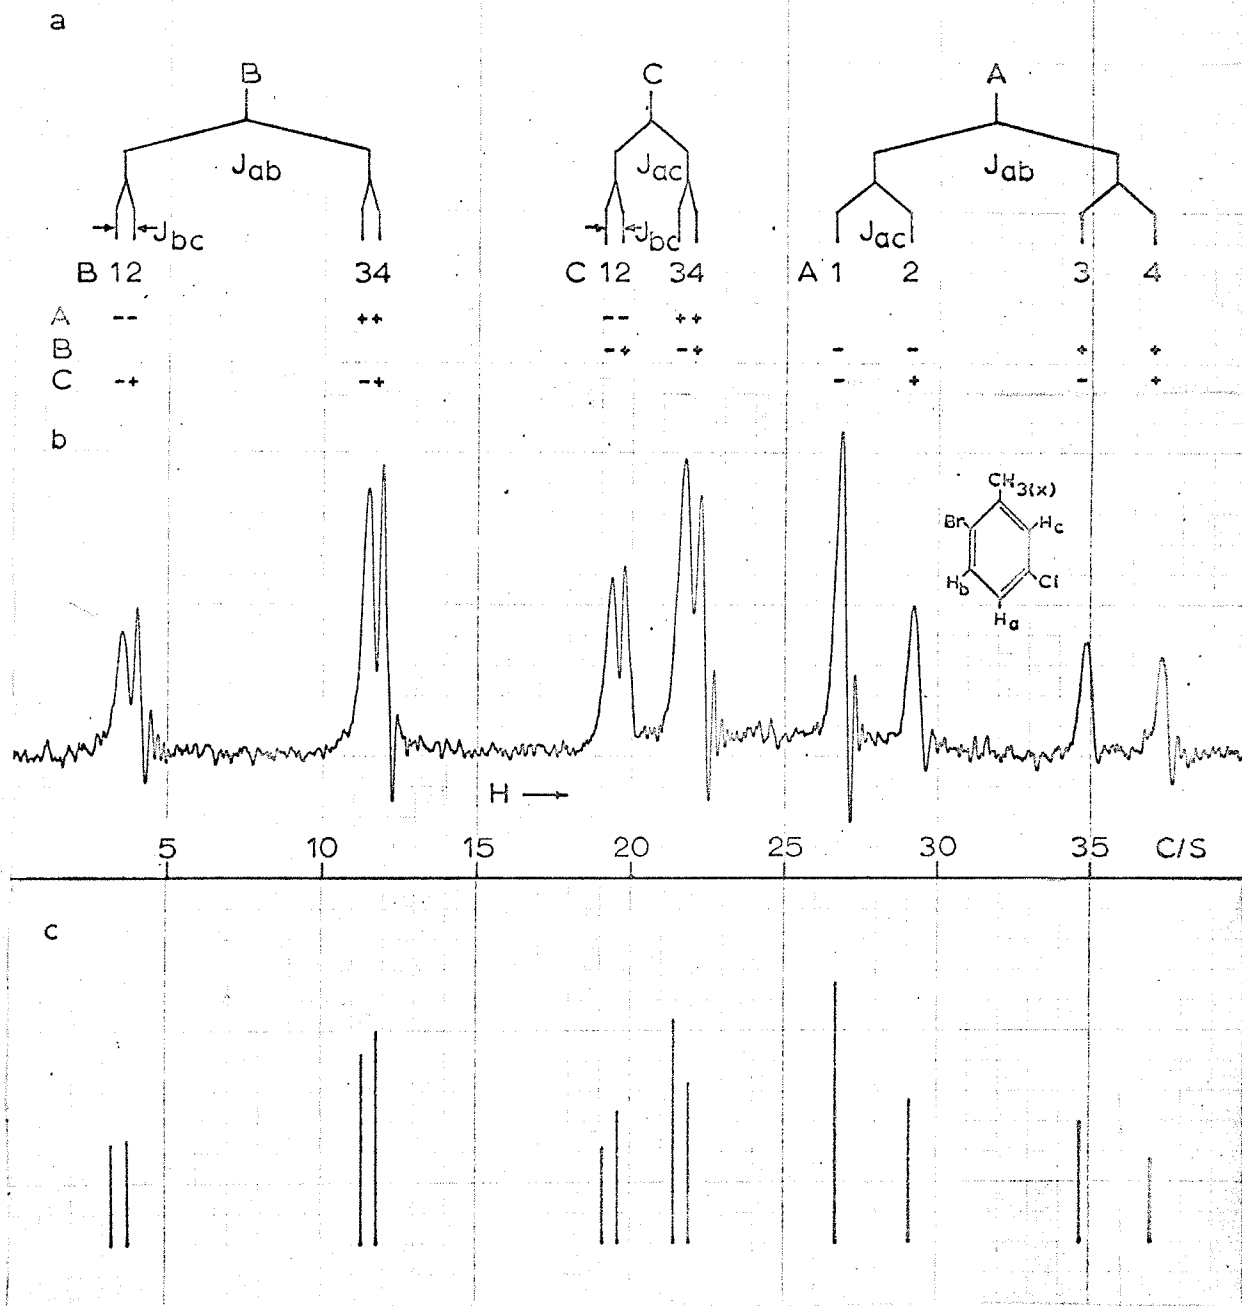 a
B C A
Jab Jac Jab
Jbc Jbc Jac
B 12 34 C 12 34 A 1 2 3 4
A -- ++ -- ++
B -+ -+ - - + +
C -+ -+ - + - +
b
CH3(x)
Br Hc
Hb Cl
Ha
H →
5 10 15 20 25 30 35 C/S
c